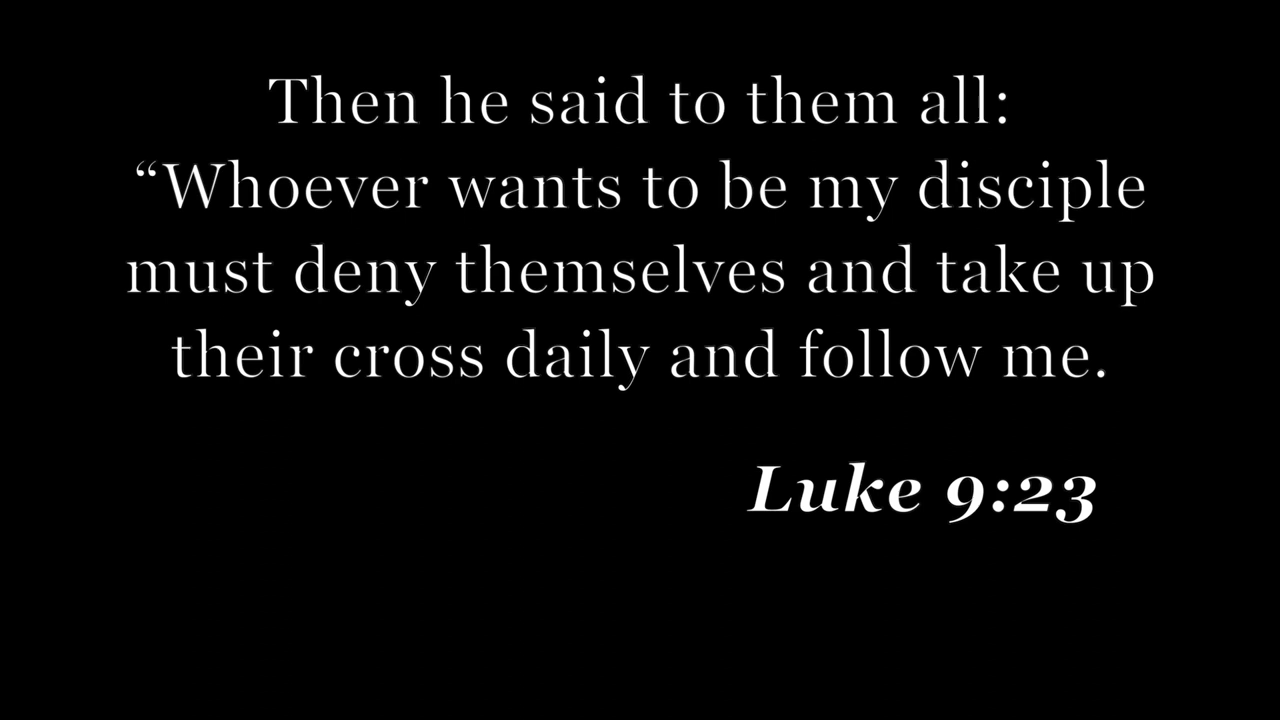 Then he said to them all:
“Whoever wants to be my disciple
must deny themselves and take up
their cross daily and follow me.
Luke 9:23